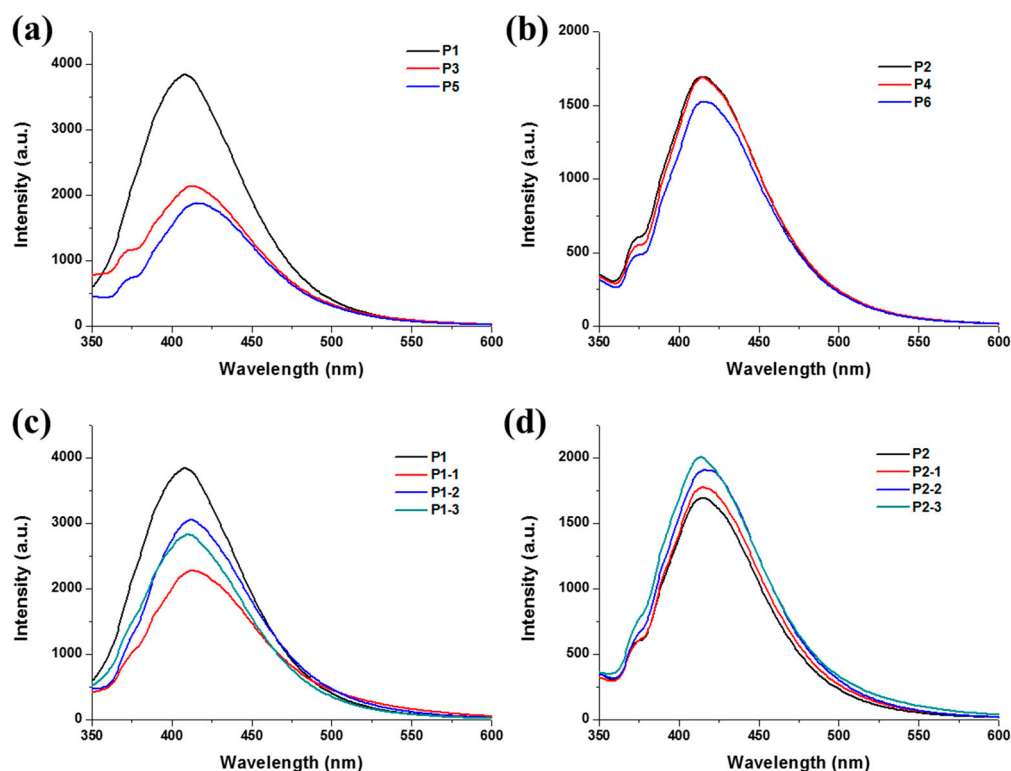 (a)
P1
P3
P5
4000
3000
2000
1000
0
350 400 450 500 550 600
Intensity (a.u.)
Wavelength (nm)
(b)
P2
P4
P6
2000
1500
1000
500
0
350 400 450 500 550 600
Intensity (a.u.)
Wavelength (nm)
(c)
P1
P1-1
P1-2
P1-3
4000
3000
2000
1000
0
350 400 450 500 550 600
Intensity (a.u.)
Wavelength (nm)
(d)
P2
P2-1
P2-2
P2-3
2000
1500
1000
500
0
350 400 450 500 550 600
Intensity (a.u.)
Wavelength (nm)